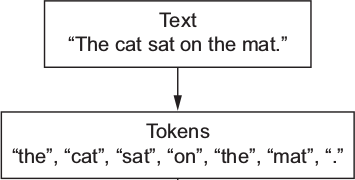 Text
“The cat sat on the mat.”
Tokens
“the”, “cat”, “sat”, “on”, “the”, “mat”, “.”